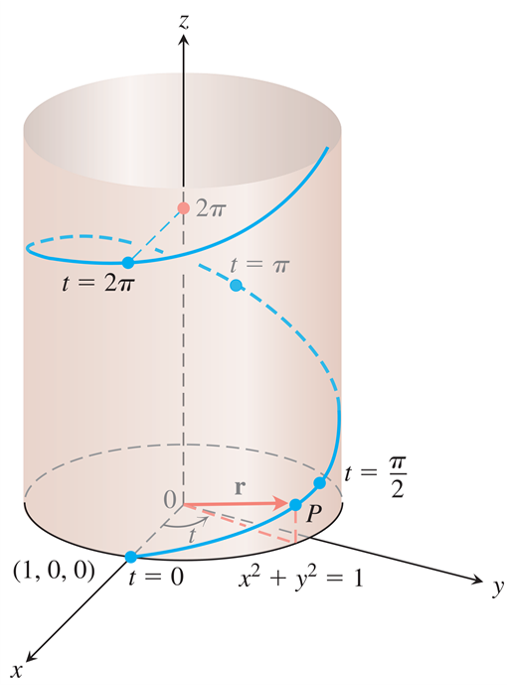 z
2π
t = π
t = 2π
t = π/2
0
r
P
t
(1, 0, 0)
t = 0
x² + y² = 1
y
x